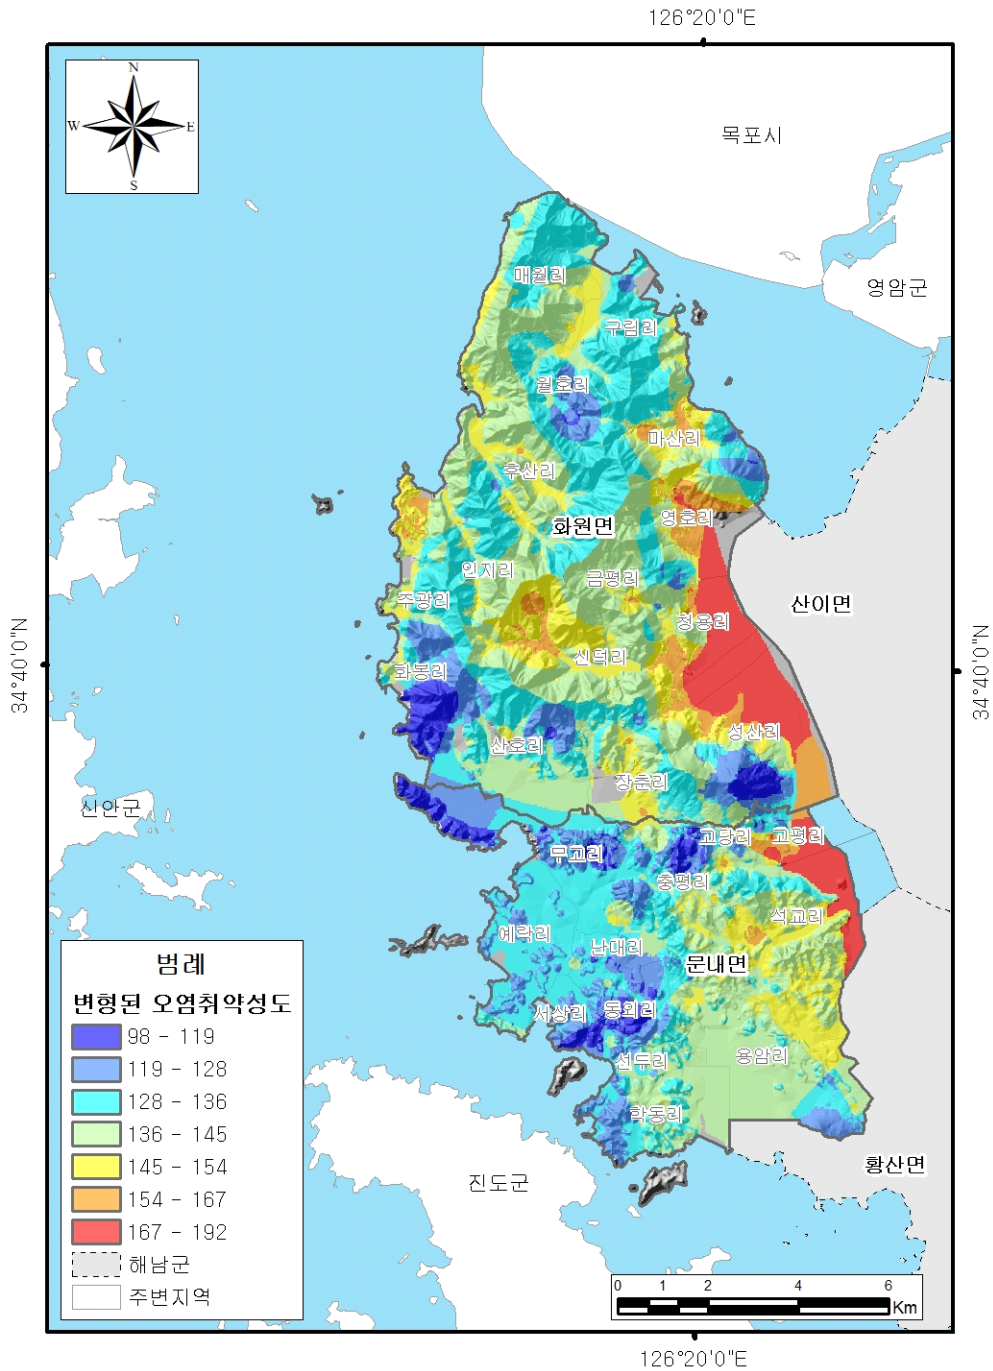 126°20'0"E
N
W
E
S
목포시
영암군
매월리
구림리
월호리
마산리
후산리
영호리
화원면
인지리
금평리
주광리
산이면
청용리
신덕리
34°40'0"N
34°40'0"N
화봉리
성산리
산호리
장춘리
신안군
고당리
고평리
무고리
충평리
석교리
예락리
난대리
문내면
서상리
동외리
선두리
용암리
학동리
황산면
진도군
범례
변형된 오염취약성도
98 - 119
119 - 128
128 - 136
136 - 145
145 - 154
154 - 167
167 - 192
해남군
주변지역
0 1 2 4 6
Km
126°20'0"E